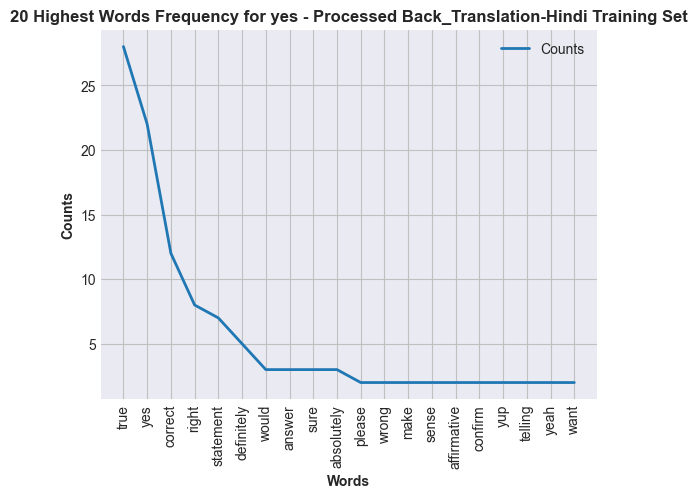 20 Highest Words Frequency for yes - Processed Back_Translation-Hindi Training Set
Counts
25
20
15
10
5
Counts
true
yes
correct
right
statement
definitely
would
answer
sure
absolutely
please
wrong
make
sense
affirmative
confirm
yup
telling
yeah
want
Words